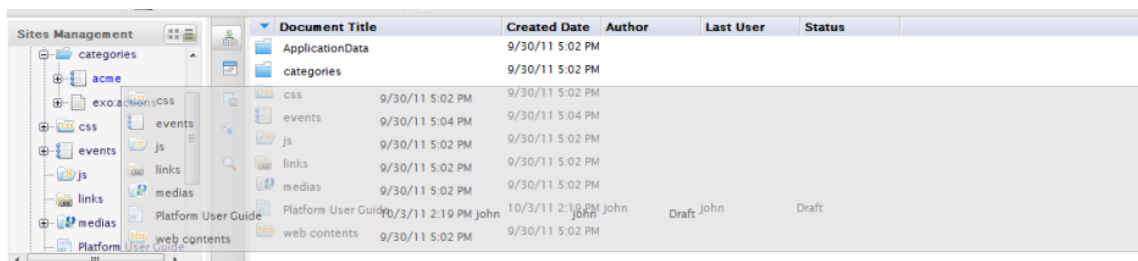 Sites Management
categories
acme
exo:actions
css
events
js
links
medias
Platform User Guide
Document Title Created Date Author Last User Status
ApplicationData 9/30/11 5:02 PM
categories 9/30/11 5:02 PM
css 9/30/11 5:02 PM
events 9/30/11 5:04 PM
js 9/30/11 5:02 PM
links 9/30/11 5:02 PM
medias 9/30/11 5:02 PM
Platform User Guide 10/3/11 2:19 PM john john Draft
web contents 9/30/11 5:02 PM
css 9/30/11 5:02 PM
events 9/30/11 5:04 PM
js 9/30/11 5:02 PM
links 9/30/11 5:02 PM
medias 9/30/11 5:02 PM
Platform User Guide 10/3/11 2:19 PM john john Draft
web contents 9/30/11 5:02 PM